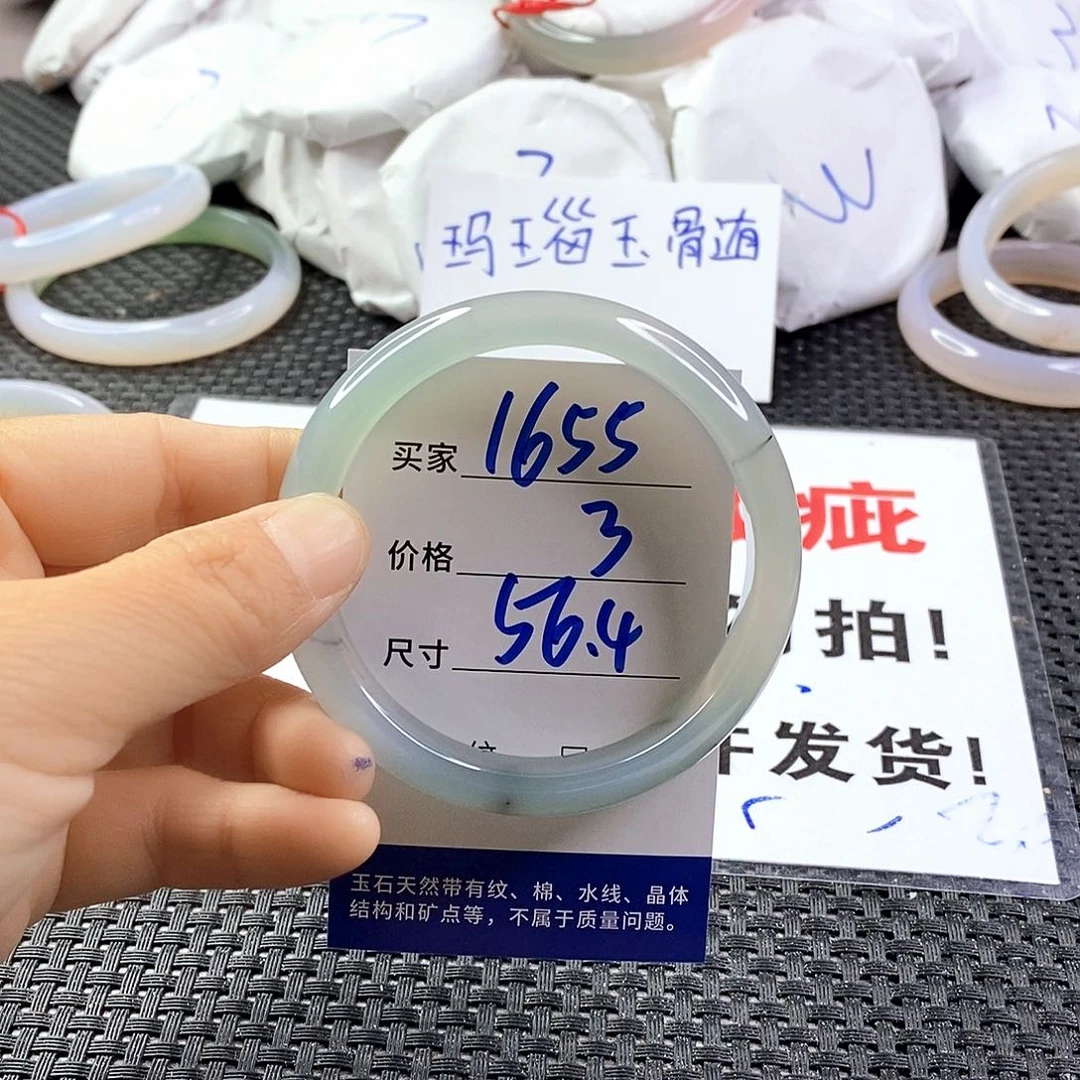 玛瑙玉骨髓
买家 1655
价格 3
尺寸 56.4
疵
拍!
发货!
玉石天然带有纹、棉、水线、晶体
结构和矿点等，不属于质量问题。